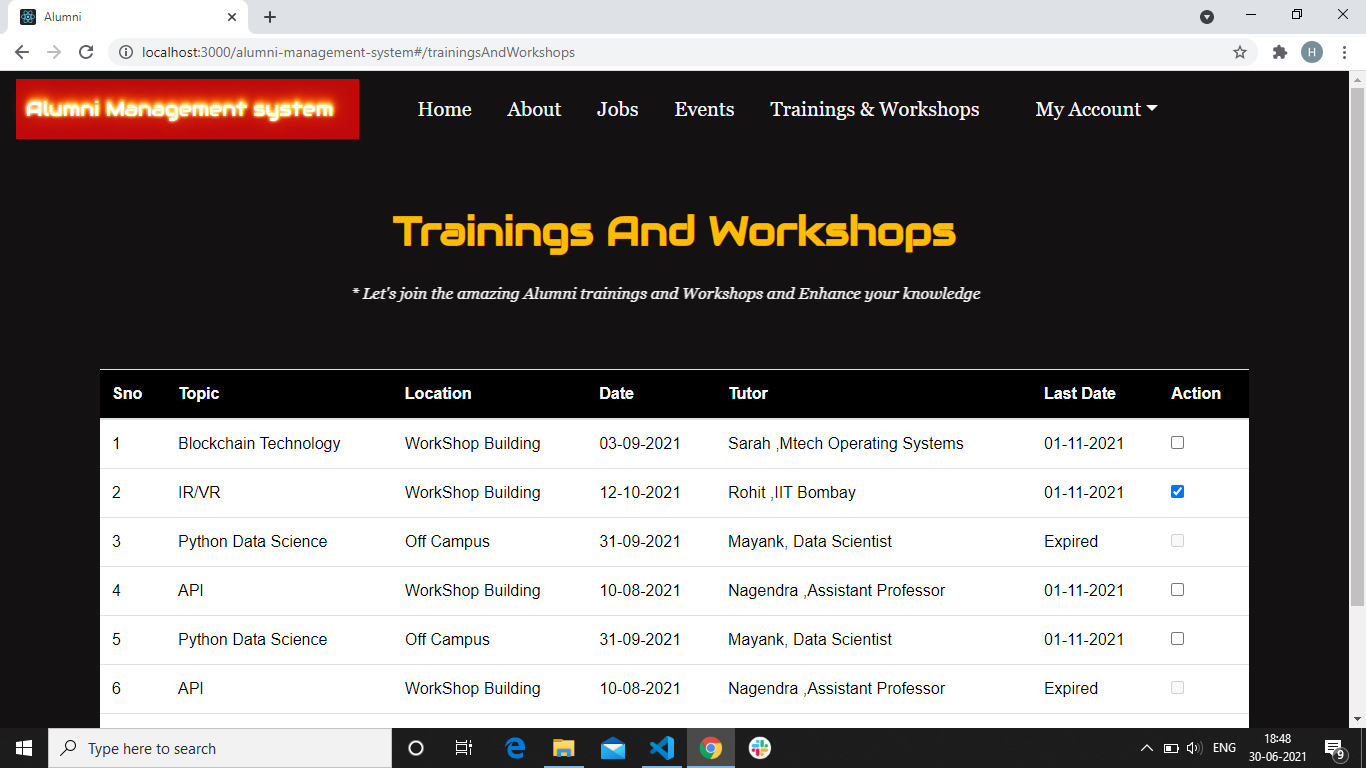 Alumni
localhost:3000/alumni-management-system#/trainingsAndWorkshops
H
Alumni Management system Home About Jobs Events Trainings & Workshops My Account
Trainings And Workshops
* Let's join the amazing Alumni trainings and Workshops and Enhance your knowledge
Sno Topic Location Date Tutor Last Date Action
1 Blockchain Technology WorkShop Building 03-09-2021 Sarah ,Mtech Operating Systems 01-11-2021
2 IR/VR WorkShop Building 12-10-2021 Rohit ,IIT Bombay 01-11-2021
3 Python Data Science Off Campus 31-09-2021 Mayank, Data Scientist Expired
4 API WorkShop Building 10-08-2021 Nagendra ,Assistant Professor 01-11-2021
5 Python Data Science Off Campus 31-09-2021 Mayank, Data Scientist 01-11-2021
6 API WorkShop Building 10-08-2021 Nagendra ,Assistant Professor Expired
Type here to search
ENG
18:48
30-06-2021
9